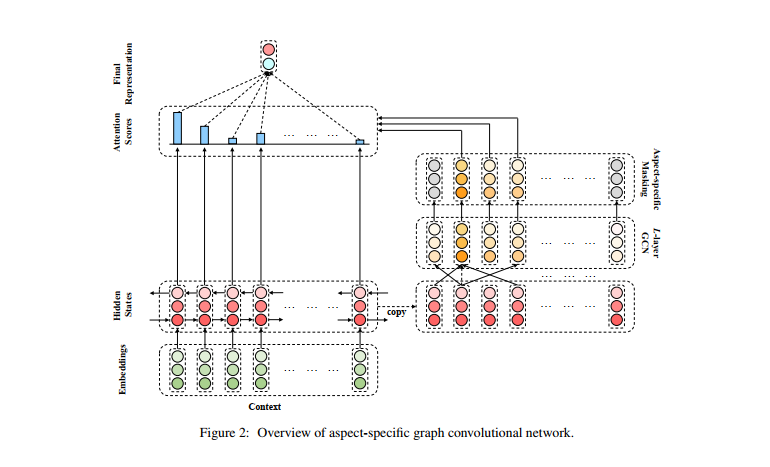 Final
Representation
Attention
Scores
Aspect-specific
Masking
L-layer
GCN
Hidden
States
copy
Embeddings
Context
Figure 2: Overview of aspect-specific graph convolutional network.